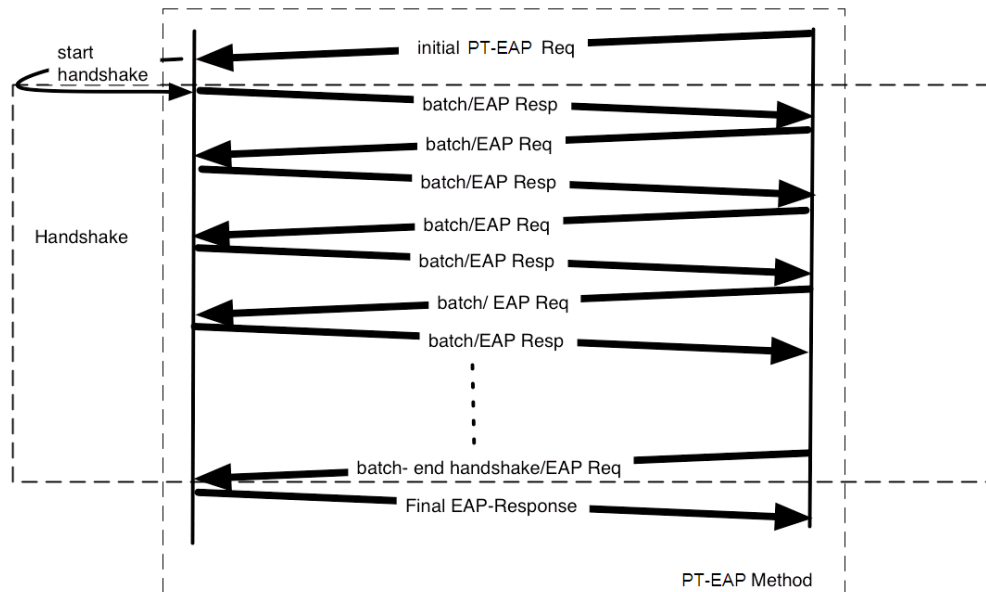 initial PT-EAP Req
start
handshake
batch/EAP Resp
batch/EAP Req
batch/EAP Resp
batch/EAP Req
Handshake
batch/EAP Resp
batch/ EAP Req
batch/EAP Resp
batch- end handshake/EAP Req
Final EAP-Response
PT-EAP Method